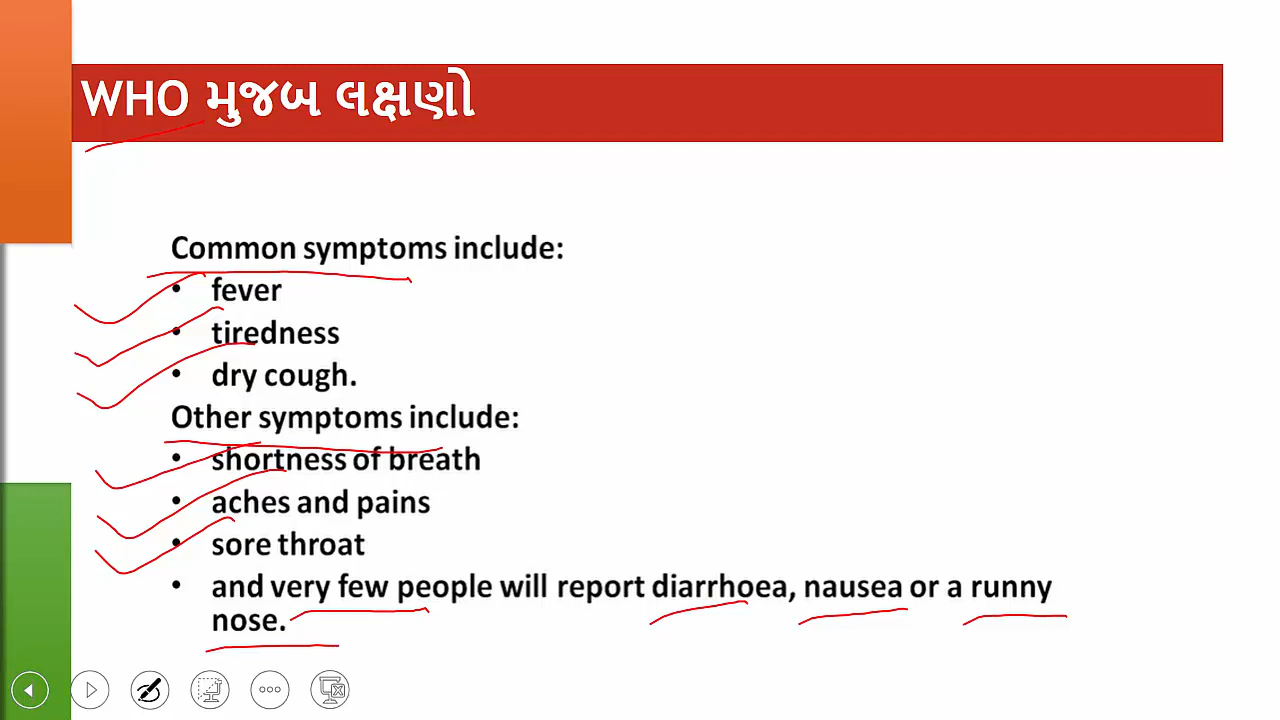 WHO મુજબ લક્ષણો
Common symptoms include:
• fever
• tiredness
• dry cough.
Other symptoms include:
• shortness of breath
• aches and pains
• sore throat
• and very few people will report diarrhoea, nausea or a runny
nose.